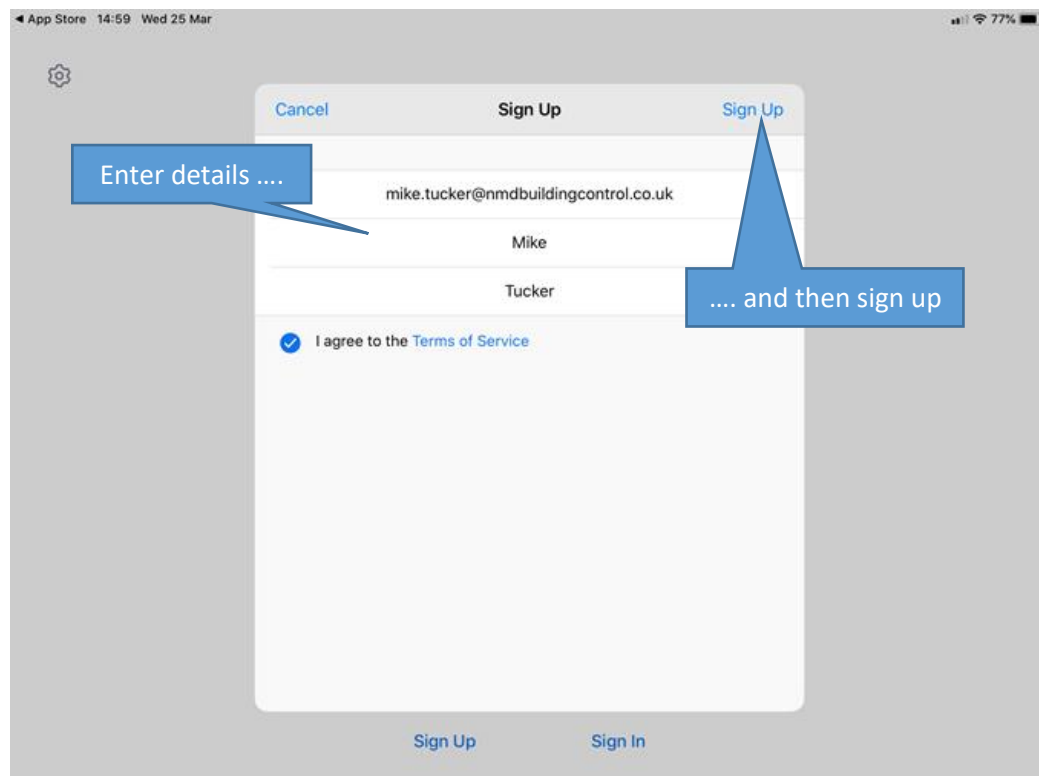 App Store 14:59 Wed 25 Mar 77%
Cancel Sign Up Sign Up
Enter details ....
mike.tucker@nmdbuildingcontrol.co.uk
Mike
Tucker
.... and then sign up
I agree to the Terms of Service
Sign Up Sign In